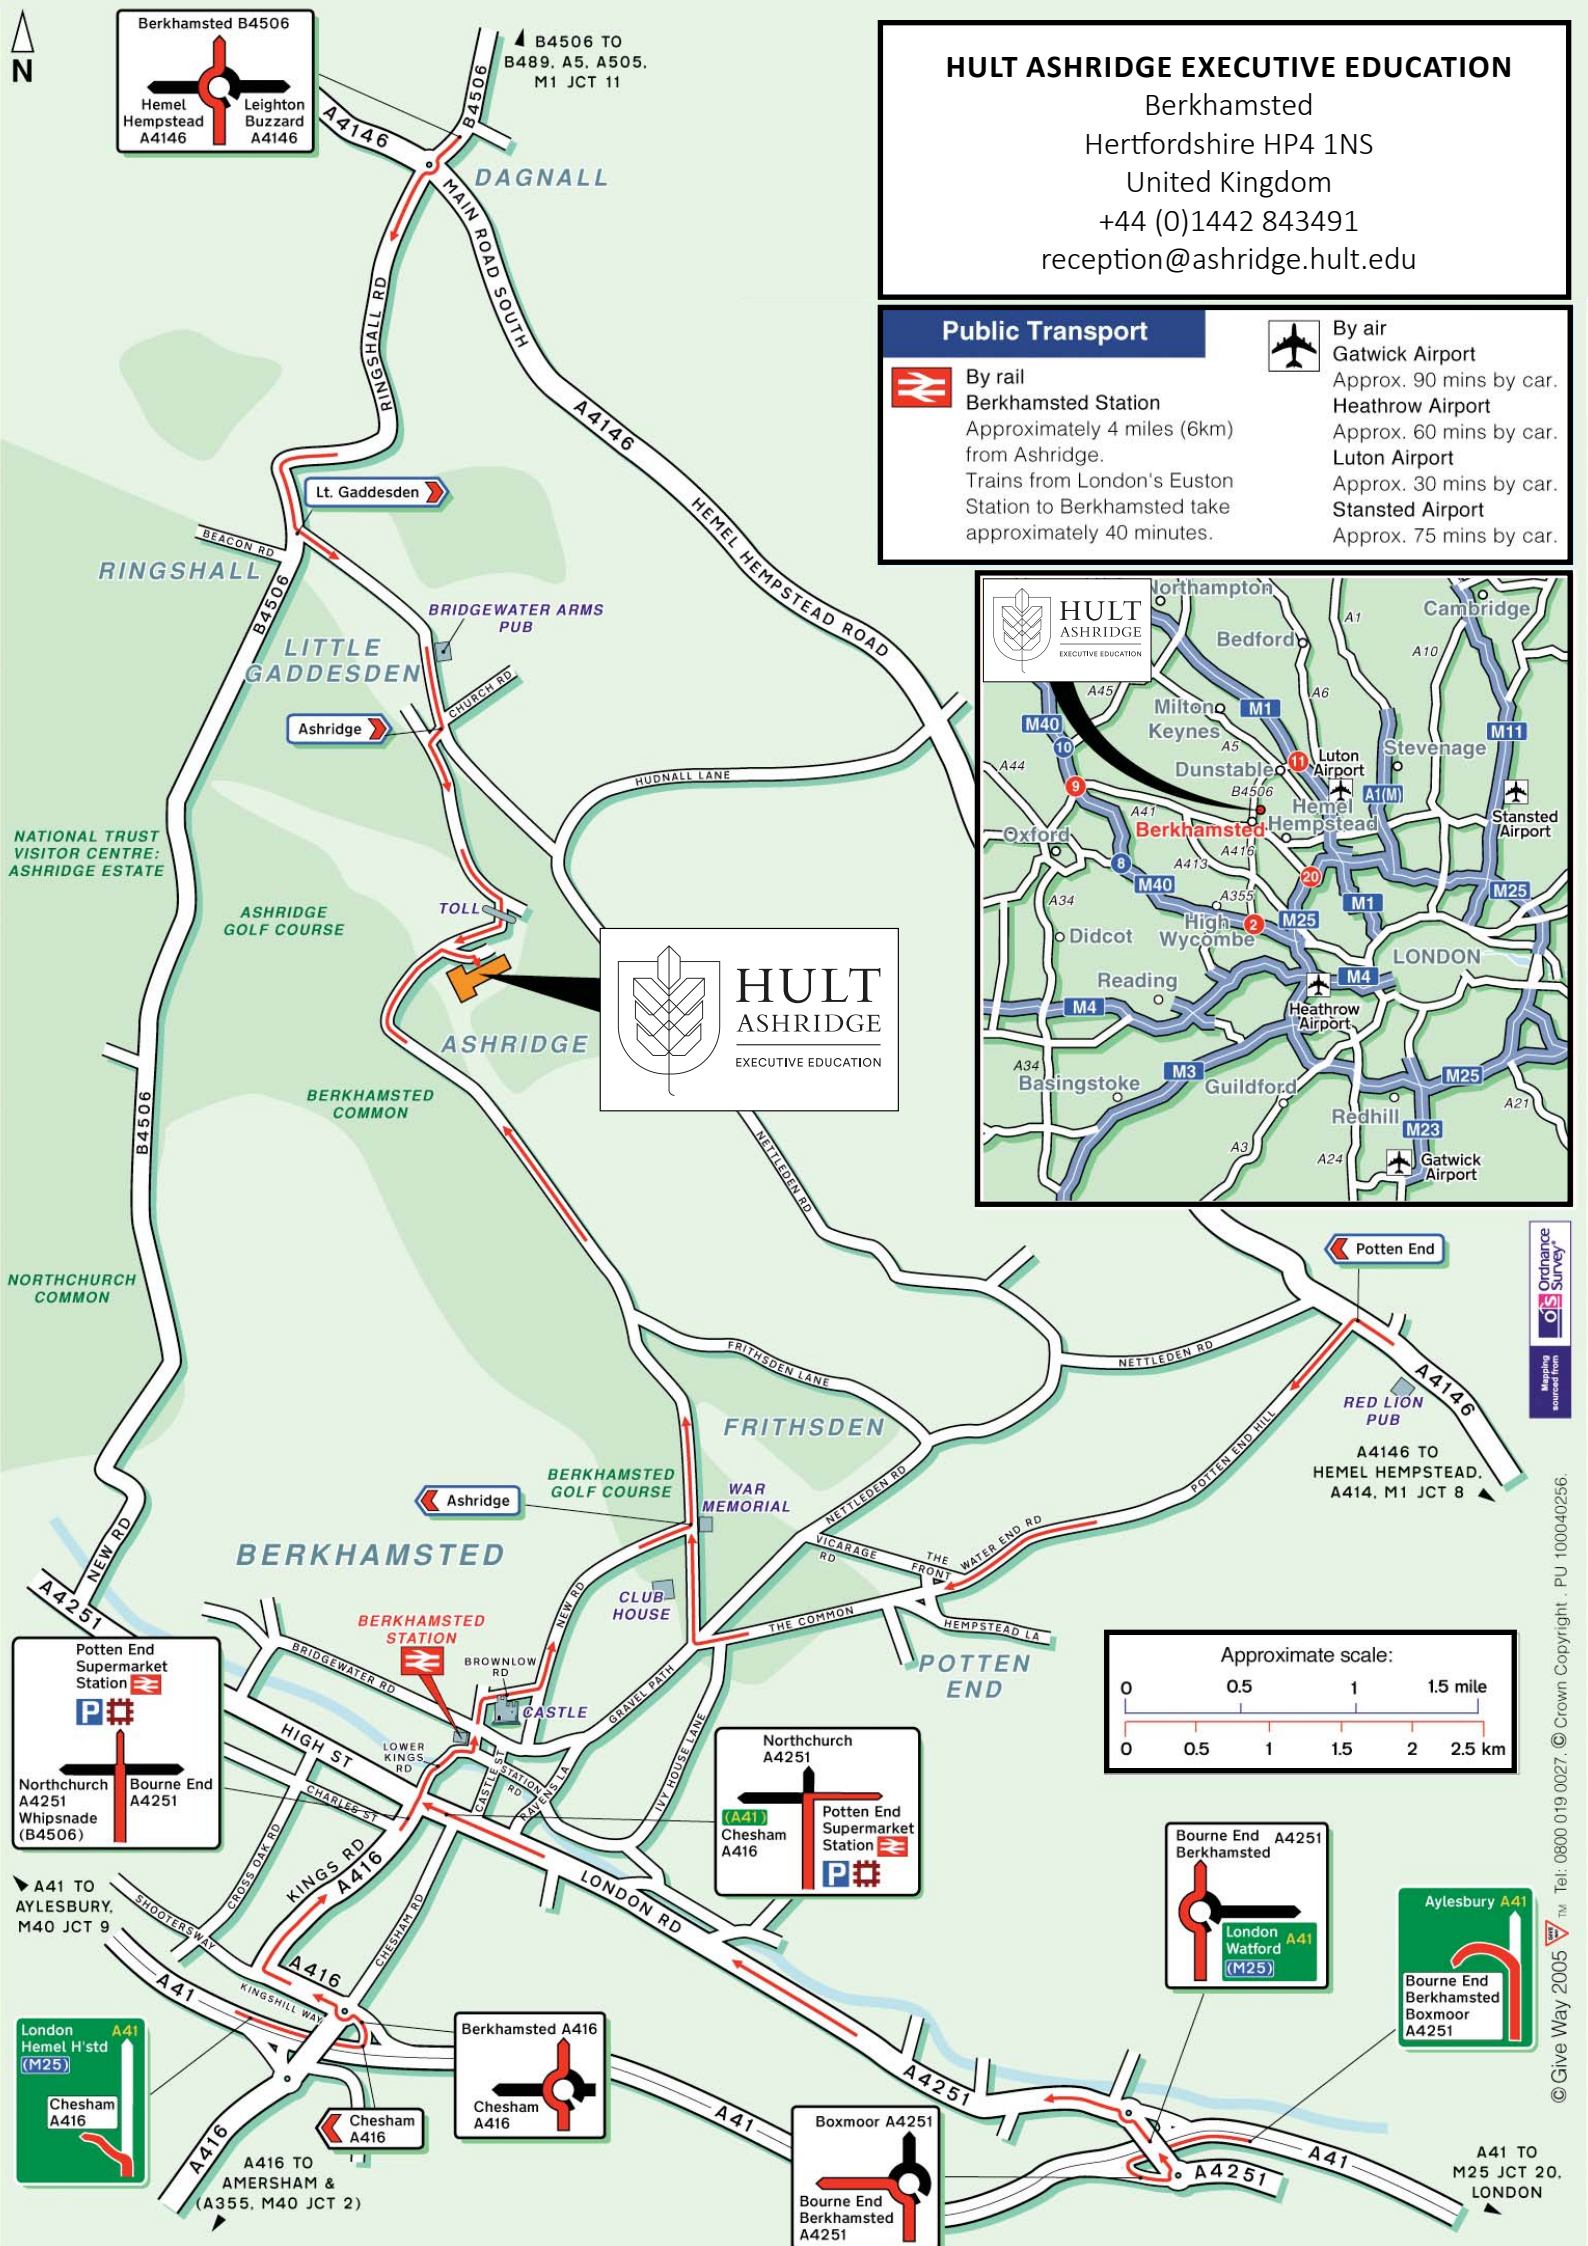 Berkhamsted B4506
Hemel
Hempstead
A4146
Leighton
Buzzard
A4146
N
B4506 TO
B489, A5, A505,
M1 JCT 11
B4506
A4146
DAGNALL
MAIN ROAD SOUTH
RINGSHALL RD
A4146
HEMEL HEMPSTEAD ROAD
HULT ASHRIDGE EXECUTIVE EDUCATION
Berkhamsted
Hertfordshire HP4 1NS
United Kingdom
+44 (0)1442 843491
reception@ashridge.hult.edu
Public Transport
By rail
Berkhamsted Station
Approximately 4 miles (6km)
from Ashridge.
Trains from London's Euston
Station to Berkhamsted take
approximately 40 minutes.
By air
Gatwick Airport
Approx. 90 mins by car.
Heathrow Airport
Approx. 60 mins by car.
Luton Airport
Approx. 30 mins by car.
Stansted Airport
Approx. 75 mins by car.
Lt. Gaddesden
BEACON RD
RINGSHALL
B4506
BRIDGEWATER ARMS
PUB
LITTLE
GADDESDEN
CHURCH RD
Ashridge
HUDNALL LANE
NATIONAL TRUST
VISITOR CENTRE:
ASHRIDGE ESTATE
ASHRIDGE
GOLF COURSE
TOLL
HULT
ASHRIDGE
EXECUTIVE EDUCATION
ASHRIDGE
BERKHAMSTED
COMMON
B4506
NETTLEDEN RD
NORTHCHURCH
COMMON
HULT
ASHRIDGE
EXECUTIVE EDUCATION
Northampton
Cambridge
Bedford
A1
A10
A45
A6
Milton
Keynes
M1
M40
10
A5
M11
Stevenage
Luton
Airport
11
Dunstable
A44
9
B4506
A1(M)
A41
Hemel
Hempstead
Berkhamsted
Stansted
Airport
Oxford
A416
8
A413
20
M40
M25
A34
A355
M1
High
Wycombe
2
M25
Didcot
LONDON
Reading
M4
M4
Heathrow
Airport
A34
Basingstoke
M3
Guildford
M25
Redhill
A21
M23
A3
A24
Gatwick
Airport
Potten End
Ordnance
Survey®
Mapping
sourced from
FRITHSDEN LANE
NETTLEDEN RD
A4146
RED LION
PUB
A4146 TO
HEMEL HEMPSTEAD,
A414, M1 JCT 8
POTTEN END HILL
FRITHSDEN
BERKHAMSTED
GOLF COURSE
WAR
MEMORIAL
Ashridge
NETTLEDEN RD
VICARAGE
RD
THE
FRONT
WATER END RD
BERKHAMSTED
NEW RD
A4251
CLUB
HOUSE
NEW RD
THE COMMON
HEMPSTEAD LA
POTTEN
END
BERKHAMSTED
STATION
BRIDGEWATER RD
BROWNLOW
RD
CASTLE
GRAVEL PATH
IVY HOUSE LANE
Potten End
Supermarket
Station
P
Northchurch
A4251
Whipsnade
(B4506)
Bourne End
A4251
HIGH ST
LOWER
KINGS
RD
CASTLE ST
STATION
RD
RAVENS LA
CHARLES ST
Northchurch
A4251
(A41)
Chesham
A416
Potten End
Supermarket
Station
P
Approximate scale:
0 0.5 1 1.5 mile
0 0.5 1 1.5 2 2.5 km
CROSS OAK RD
KINGS RD
A416
LONDON RD
A41 TO
AYLESBURY,
M40 JCT 9
SHOOTERSWAY
CHESHAM RD
A416
A41
KINGSHILL WAY
Bourne End A4251
Berkhamsted
London
Watford
A41
(M25)
Aylesbury A41
Bourne End
Berkhamsted
Boxmoor
A4251
London
Hemel H'std
(M25)
A41
Chesham
A416
Berkhamsted A416
Chesham
A416
Chesham
A416
A416
A416 TO
AMERSHAM &
(A355, M40 JCT 2)
A41
A4251
Boxmoor A4251
Bourne End
Berkhamsted
A4251
A4251
A41
A41 TO
M25 JCT 20,
LONDON
© Give Way 2005 GIVE WAY TM Tel: 0800 019 0027. © Crown Copyright . PU 100040256.